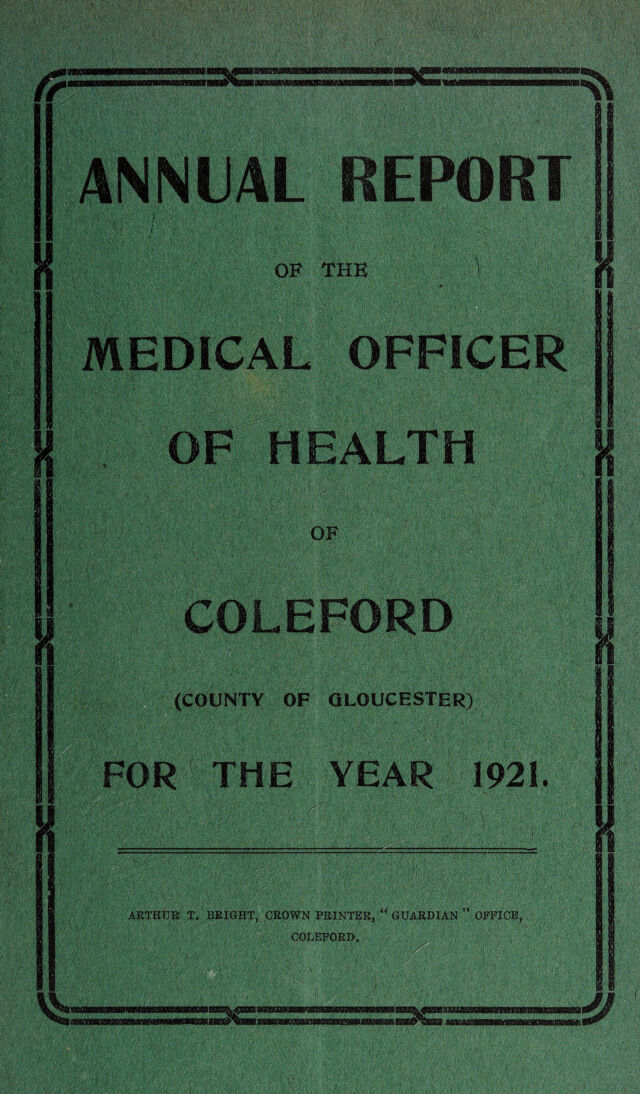 ANNUAL REPORT
OF THE
MEDICAL OFFICER
OF HEALTH
OF
COLEFORD
(COUNTY OF GLOUCESTER)
FOR THE YEAR 1921.
ARTHUR T. BRIGHT, CROWN PRINTER, "GUARDIAN" OFFICE,
COLEFORD.